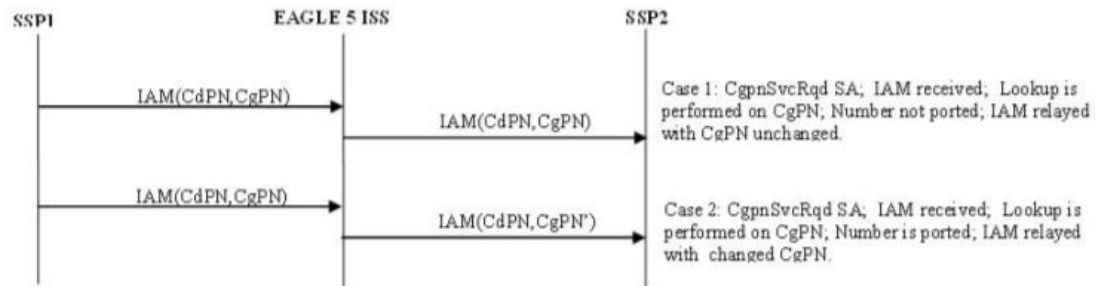 SSP1
EAGLE 5 ISS
SSP2
IAM(CdPN,CgPN)
IAM(CdPN,CgPN)
Case 1: CgpnSvcRqd SA; IAM received; Lookup is
performed on CgPN; Number not ported; IAM relayed
with CgPN unchanged.
IAM(CdPN,CgPN)
IAM(CdPN,CgPN')
Case 2: CgpnSvcRqd SA; IAM received; Lookup is
performed on CgPN; Number is ported; IAM relayed
with changed CgPN.